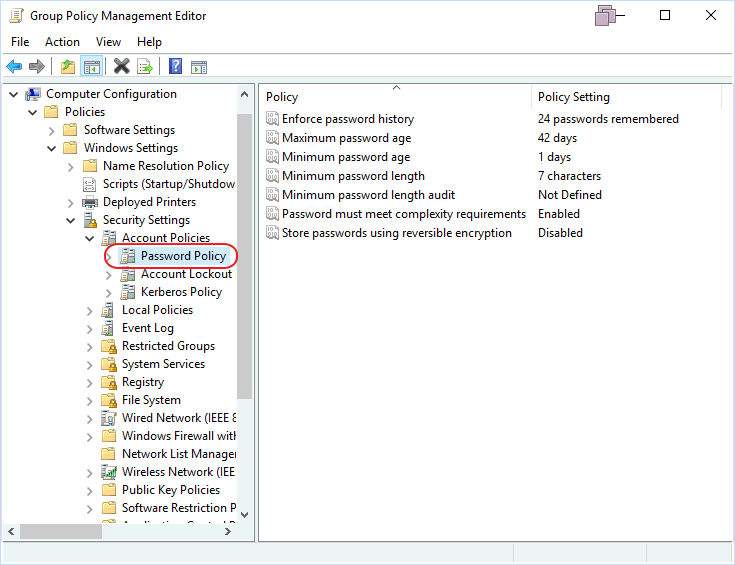 Group Policy Management Editor
File Action View Help
Computer Configuration
Policies
Software Settings
Windows Settings
Name Resolution Policy
Scripts (Startup/Shutdow
Deployed Printers
Security Settings
Account Policies
Password Policy
Account Lockout
Kerberos Policy
Local Policies
Event Log
Restricted Groups
System Services
Registry
File System
Wired Network (IEEE 8
Windows Firewall with
Network List Manager
Wireless Network (IEE
Public Key Policies
Software Restriction P
Policy Policy Setting
Enforce password history 24 passwords remembered
Maximum password age 42 days
Minimum password age 1 days
Minimum password length 7 characters
Minimum password length audit Not Defined
Password must meet complexity requirements Enabled
Store passwords using reversible encryption Disabled